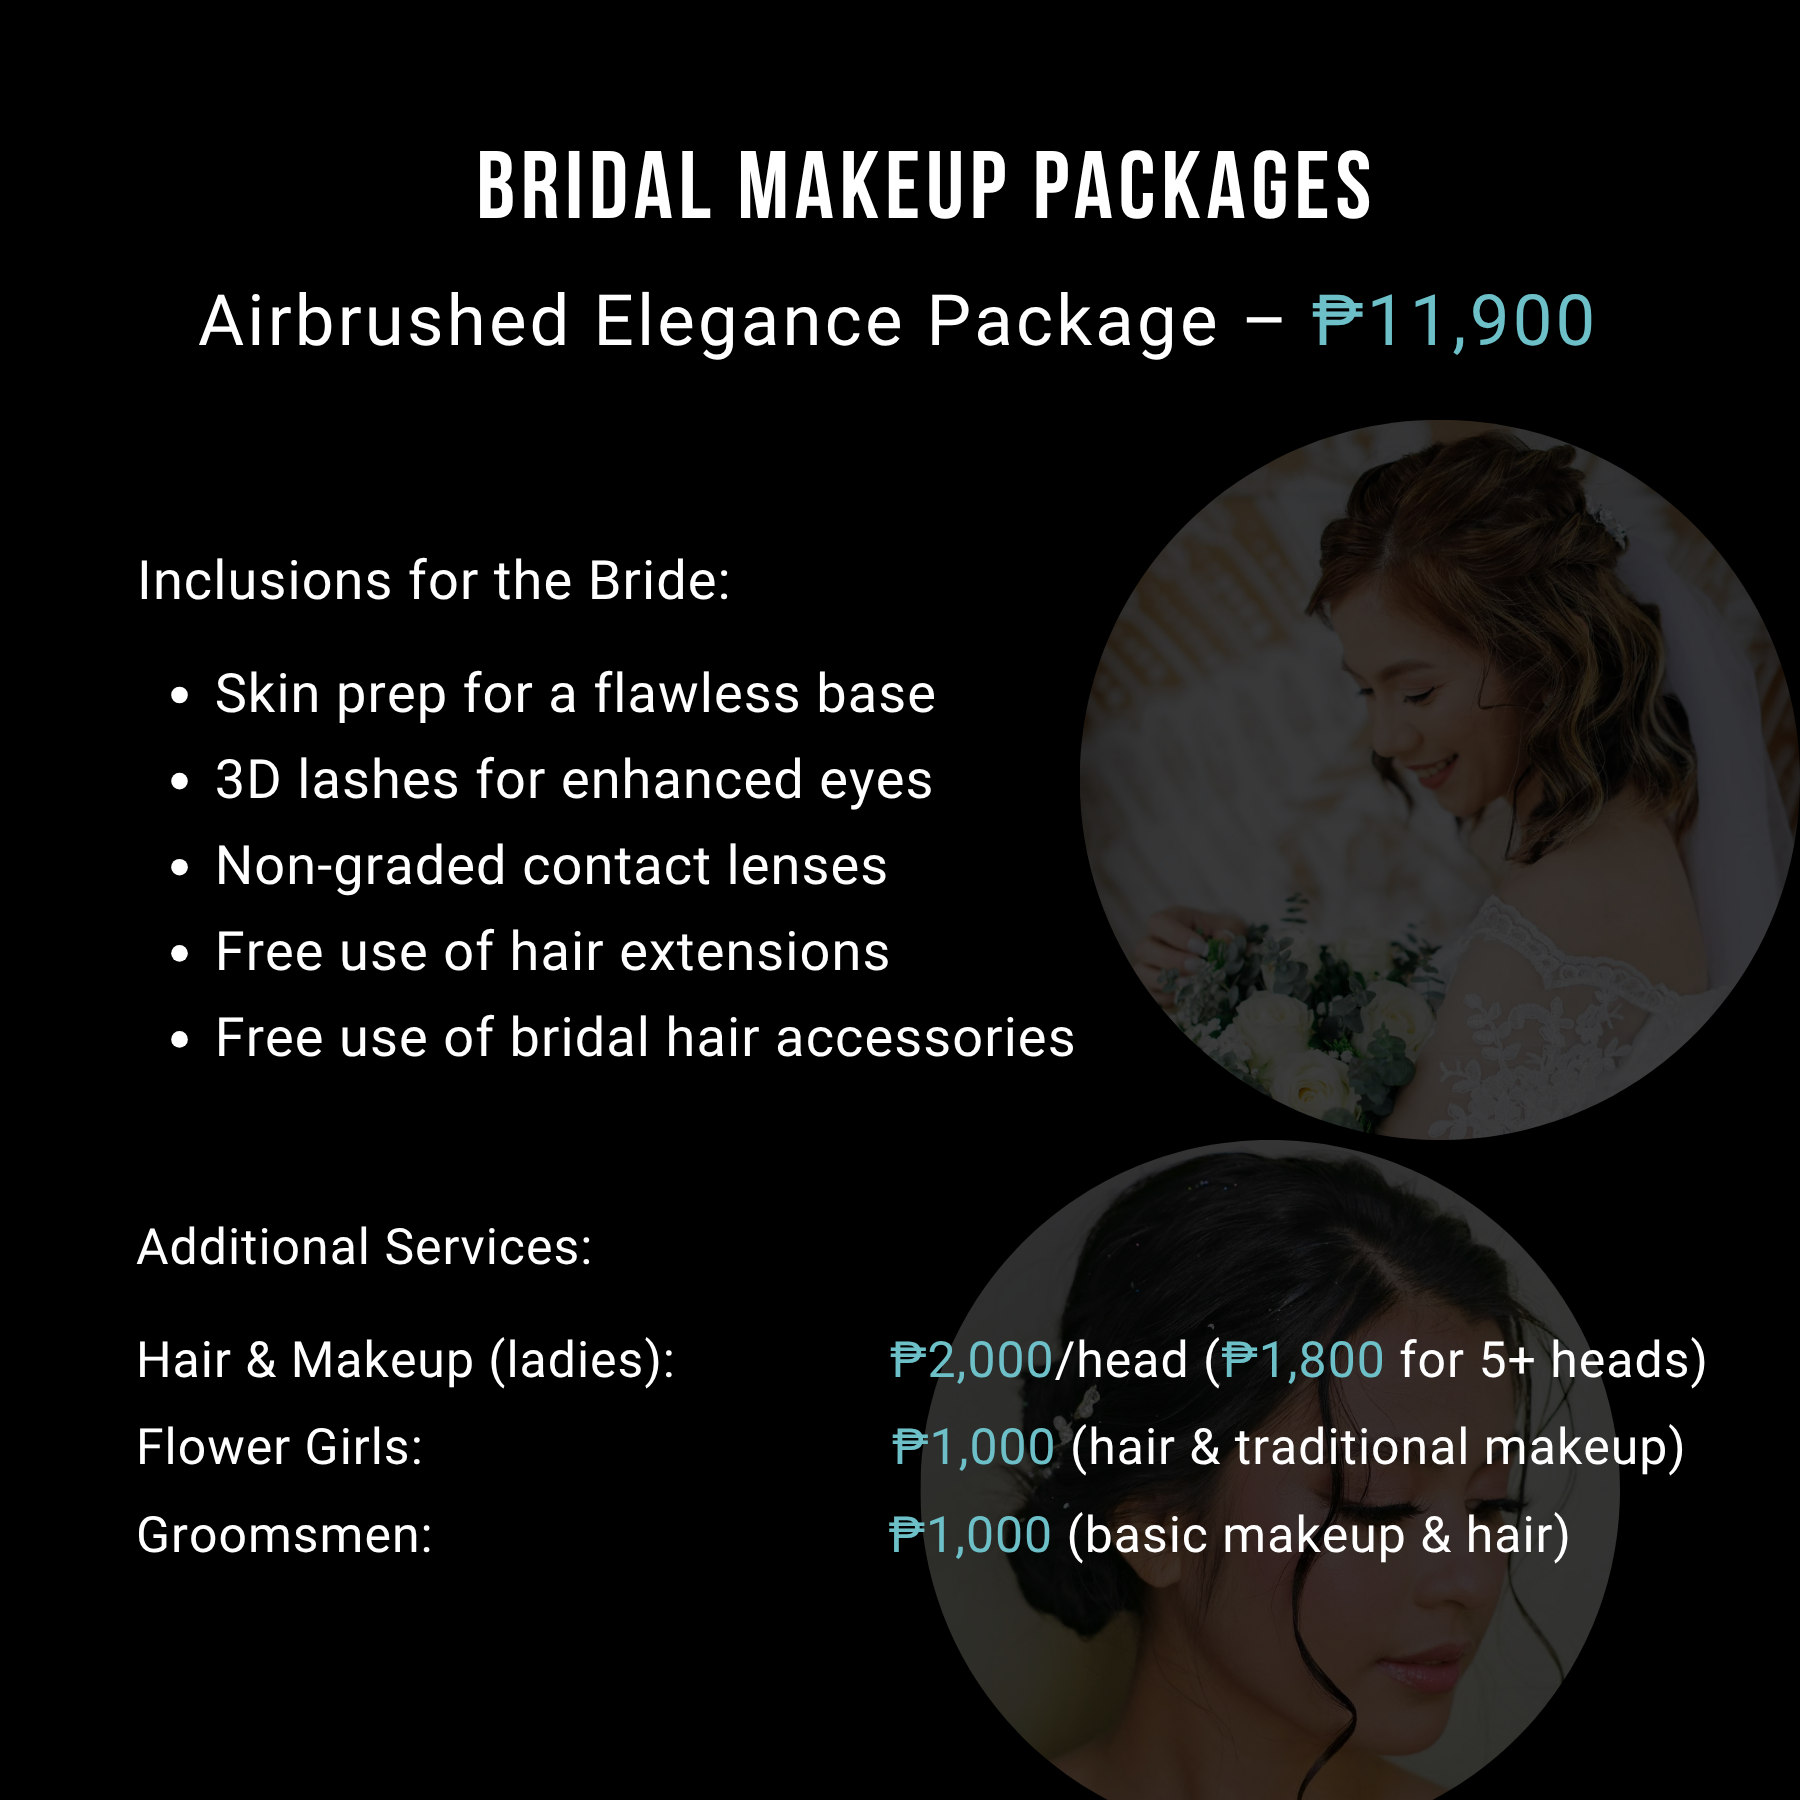 BRIDAL MAKEUP PACKAGES
Airbrushed Elegance Package – ₱11,900
Inclusions for the Bride:
• Skin prep for a flawless base
• 3D lashes for enhanced eyes
• Non-graded contact lenses
• Free use of hair extensions
• Free use of bridal hair accessories
Additional Services:
Hair & Makeup (ladies): ₱2,000/head (₱1,800 for 5+ heads)
Flower Girls: ₱1,000 (hair & traditional makeup)
Groomsmen: ₱1,000 (basic makeup & hair)